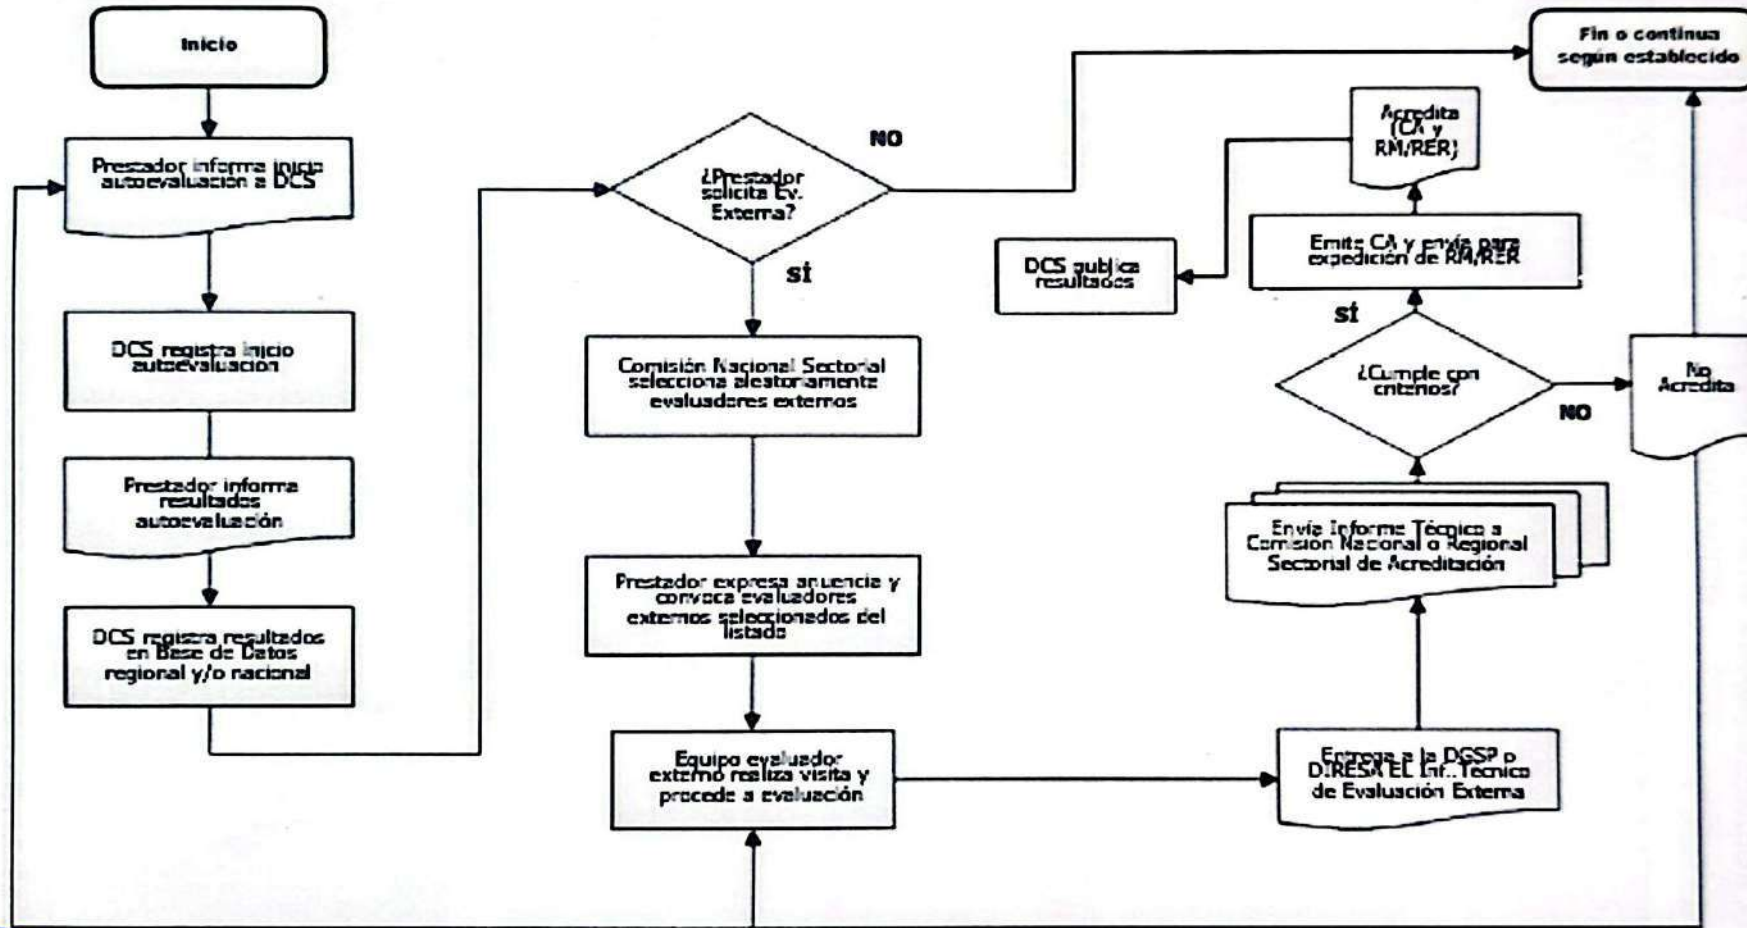 Inicio
Prestador informa inicio
autoevaluación a DCS
DCS registra inicio
autoevaluación
Prestador informa
resultados
autoevaluación
DCS registra resultados
en Base de Datos
regional y/o nacional
¿Prestador
solicita Ev.
Externa?
NO
SÍ
Comisión Nacional Sectorial
selecciona aleatoriamente
evaluadores externos
Prestador expresa anuencia y
convoca evaluadores
externos seleccionados del
listado
Equipo evaluador
externo realiza visita y
procede a evaluación
Entrega a la DGSP o
DIRESA EL Inf. Técnico
de Evaluación Externa
Envía Informe Técnico a
Comisión Nacional o Regional
Sectorial de Acreditación
¿Cumple con
criterios?
SÍ
NO
No
Acredita
Emite CA y envía para
expedición de RM/RER
Acredita
(CA y
RM/RER)
DCS publica
resultados
Fin o continua
según establecido